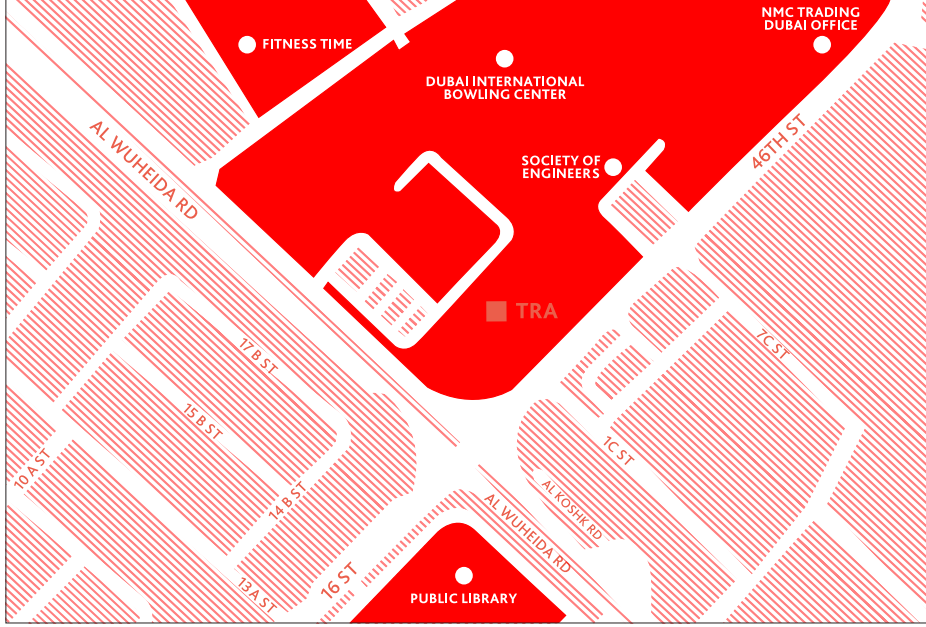 NMC TRADING
DUBAI OFFICE
FITNESS TIME
DUBAI INTERNATIONAL
BOWLING CENTER
AL WUHEIDA RD
46TH ST
SOCIETY OF
ENGINEERS
TRA
17 B ST
7C ST
15 B ST
1C ST
10 A ST
14 B ST
AL KOSHK RD
AL WUHEIDA RD
16 ST
13A ST
PUBLIC LIBRARY